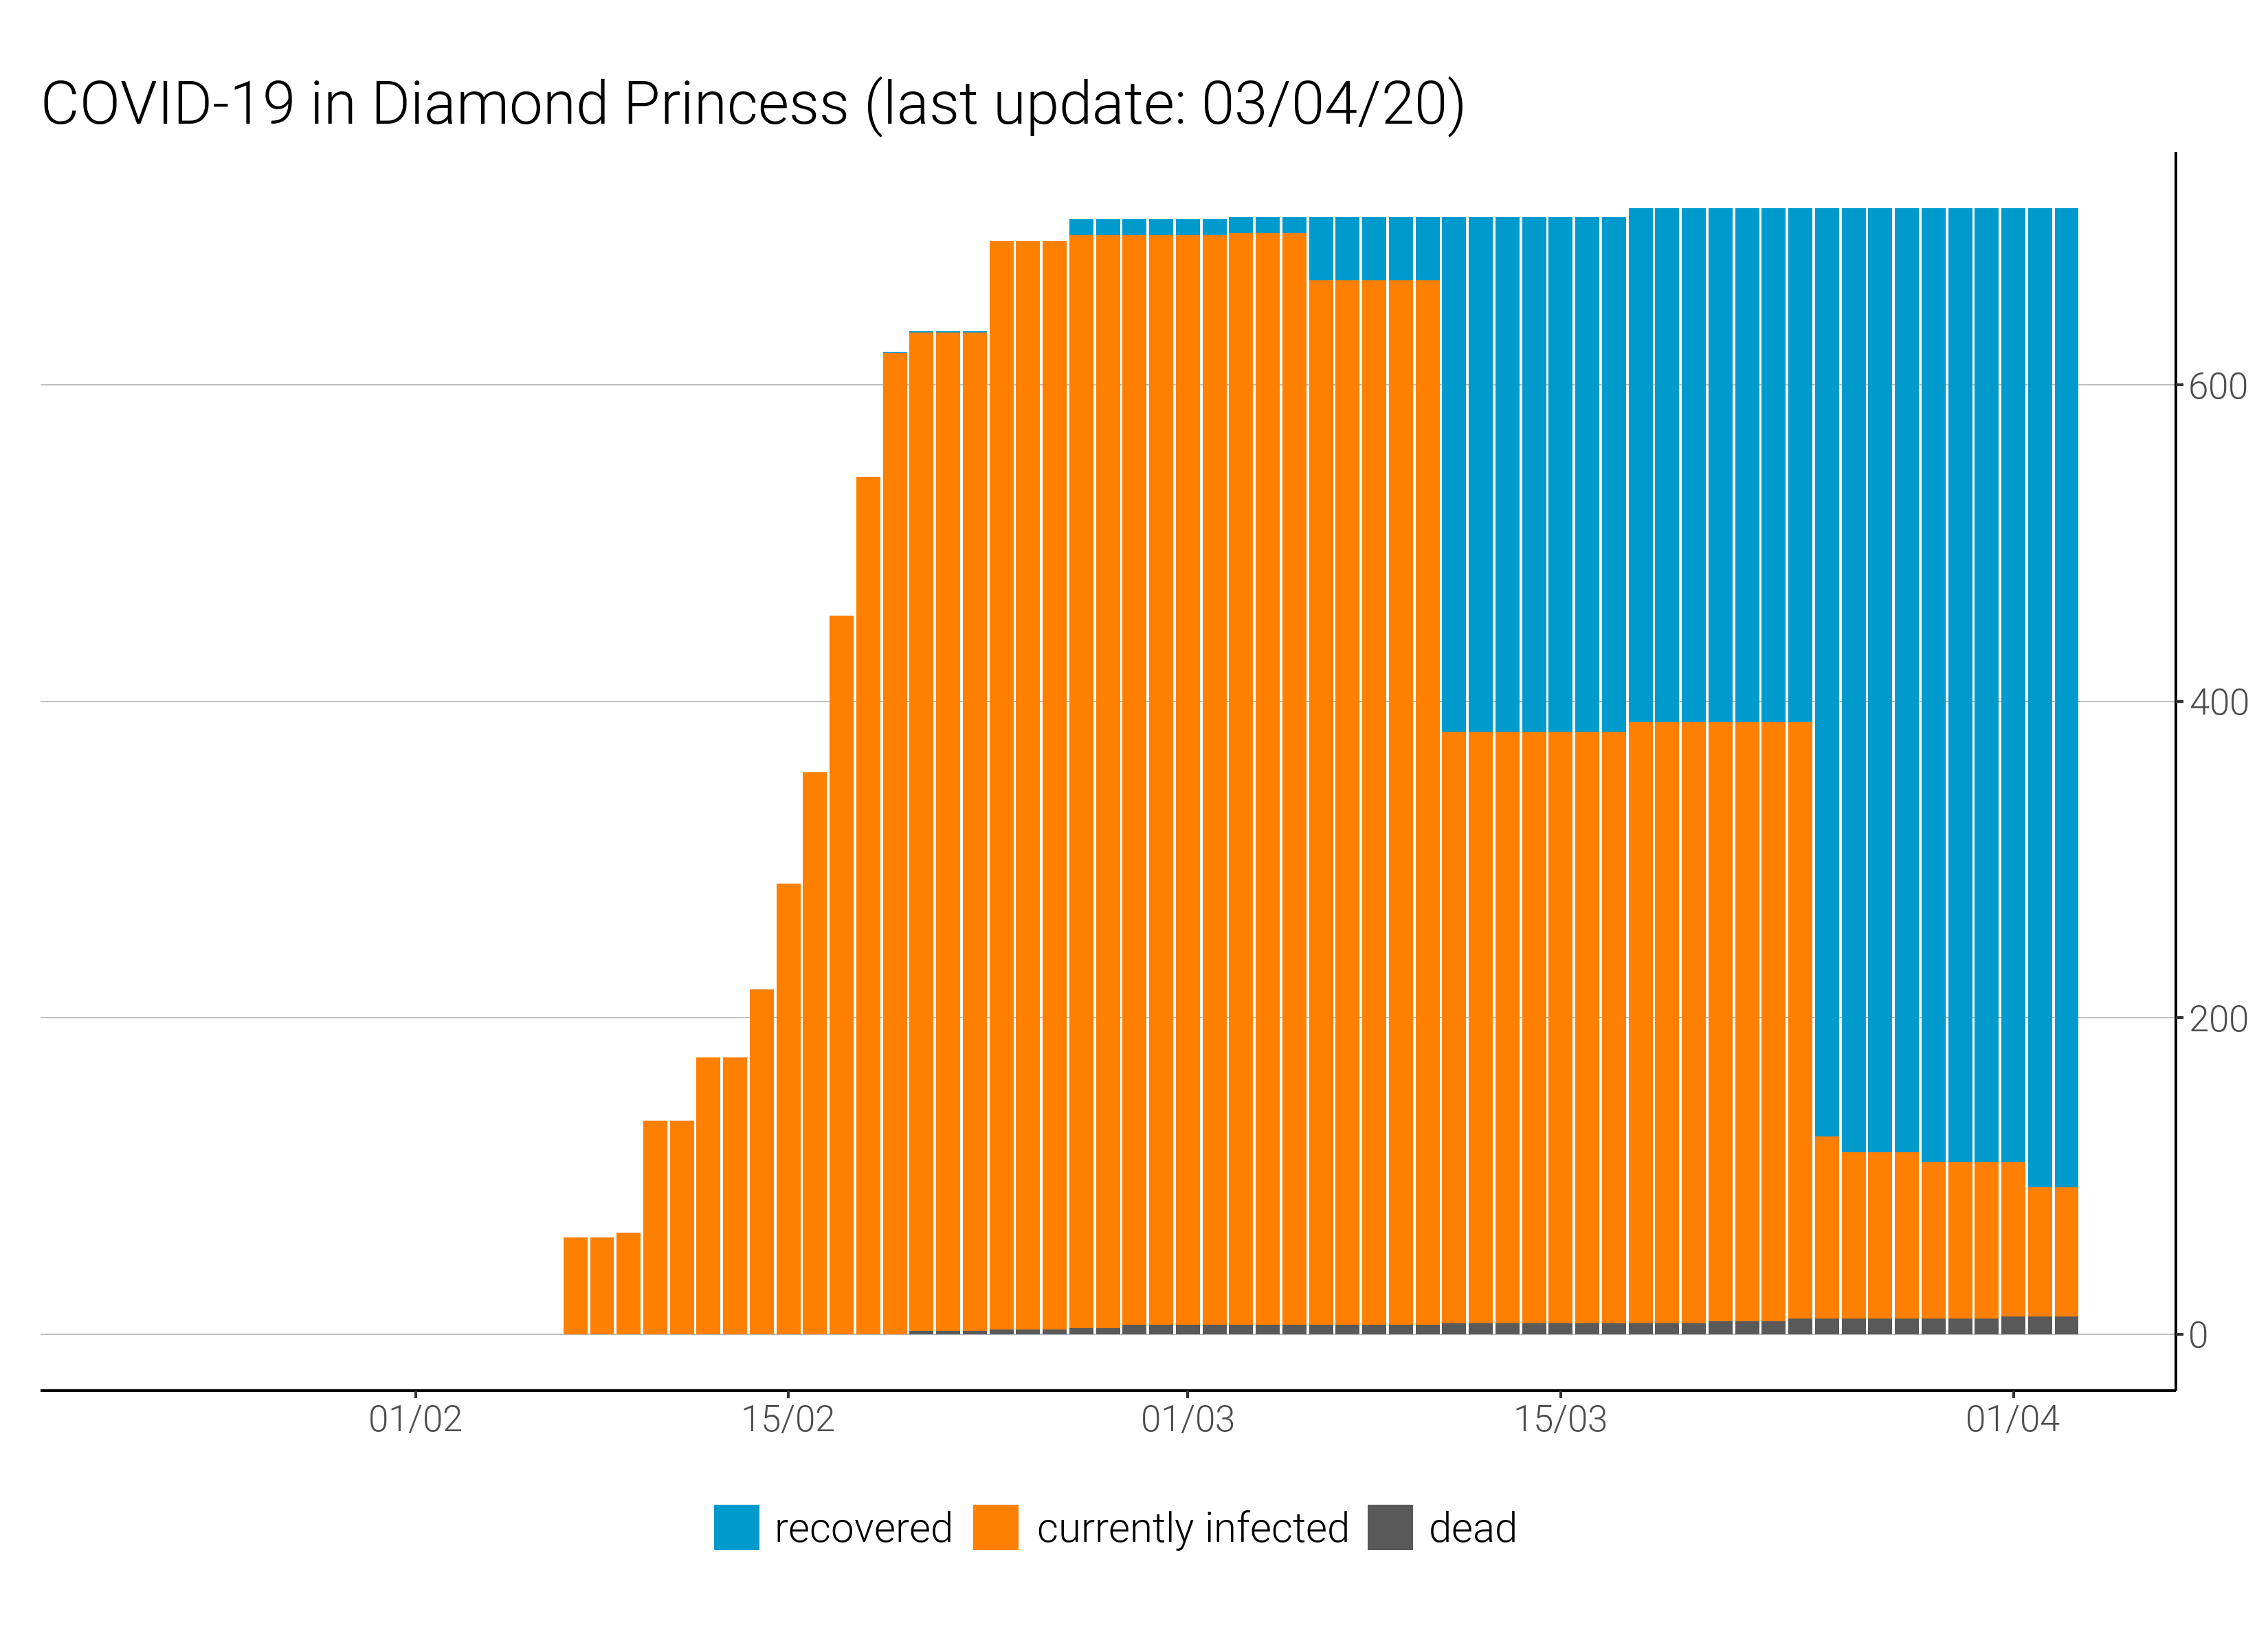 COVID-19 in Diamond Princess (last update: 03/04/20)
600
400
200
0
01/02 15/02 01/03 15/03 01/04
recovered currently infected dead